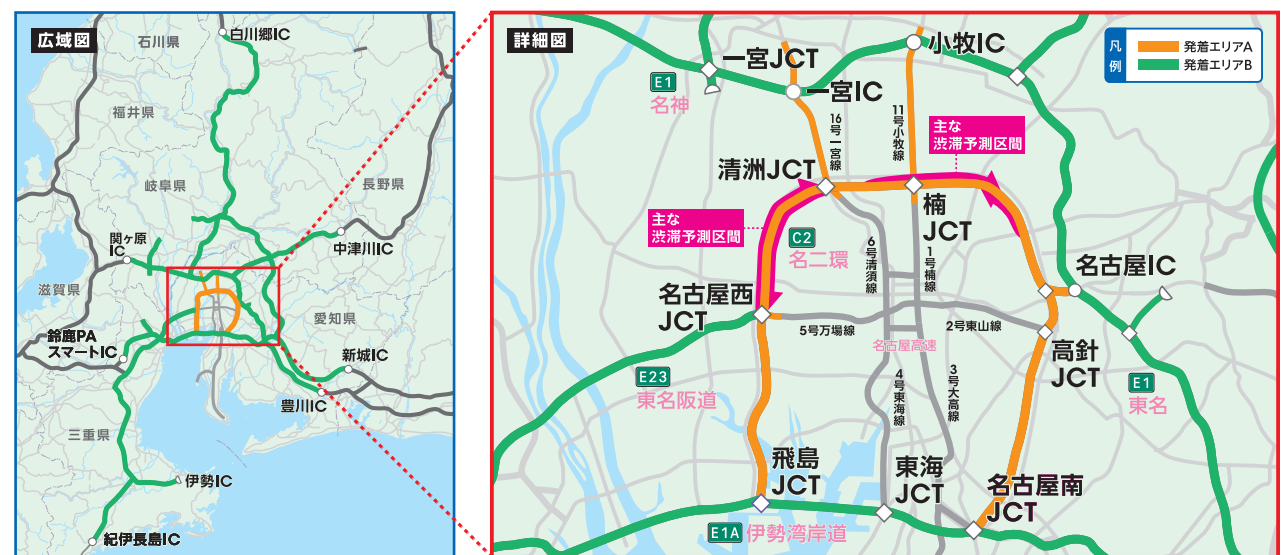 広域図
石川県
白川郷IC
福井県
岐阜県
長野県
関ヶ原
IC
中津川IC
滋賀県
愛知県
鈴鹿PA
スマートIC
新城IC
豊川IC
三重県
伊勢IC
紀伊長島IC
詳細図
凡例
発着エリアA
発着エリアB
一宮JCT
小牧IC
E1
名神
一宮IC
16号一宮線
11号小牧線
主な
渋滞予測区間
清洲JCT
楠
JCT
主な
渋滞予測区間
C2
名二環
6号清須線
1号楠線
名古屋IC
名古屋西
JCT
5号万場線
2号東山線
名古屋高速
高針
JCT
E23
東名阪道
4号東海線
3号大高線
E1
東名
飛島
JCT
東海
JCT
名古屋南
JCT
E1A
伊勢湾岸道